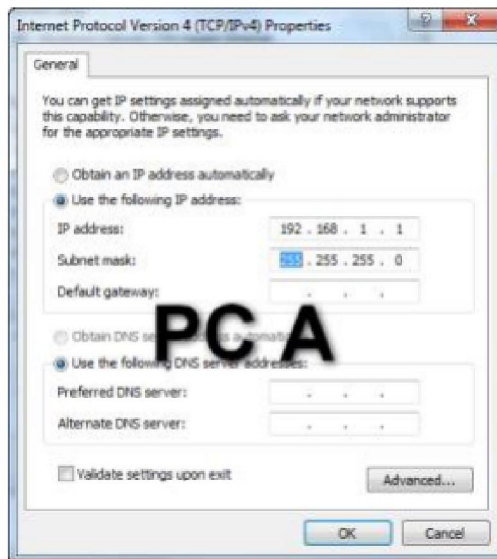 Internet Protocol Version 4 (TCP/IPv4) Properties
General
You can get IP settings assigned automatically if your network supports
this capability. Otherwise, you need to ask your network administrator
for the appropriate IP settings.
Obtain an IP address automatically
Use the following IP address:
IP address: 192 . 168 . 1 . 1
Subnet mask: 255 . 255 . 255 . 0
Default gateway: . . .
PC A
Obtain DNS server address automatically
Use the following DNS server addresses:
Preferred DNS server: . . .
Alternate DNS server: . . .
Validate settings upon exit
Advanced...
OK Cancel